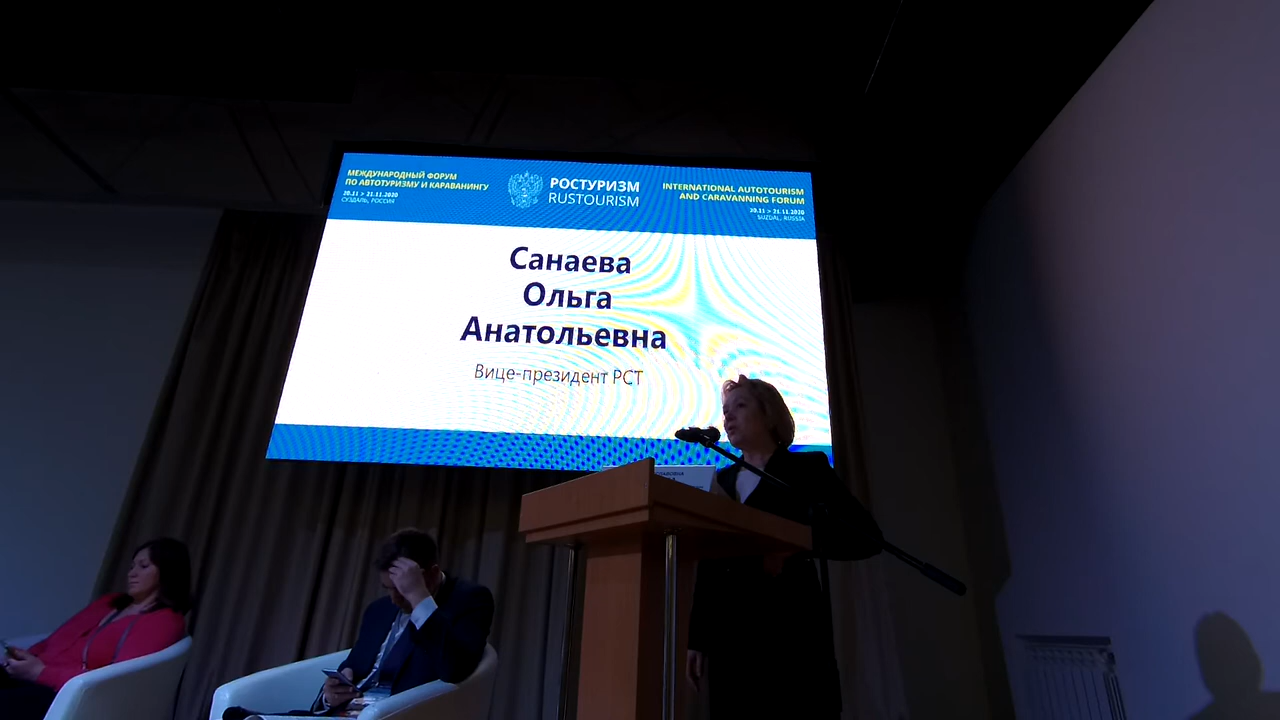 МЕЖДУНАРОДНЫЙ ФОРУМ
ПО АВТОТУРИЗМУ И КАРАВАНИНГУ
20.11 > 21.11.2020
СУЗДАЛЬ, РОССИЯ
РОСТУРИЗМ
RUSTOURISM
INTERNATIONAL AUTOTOURISM
AND CARAVANNING FORUM
20.11 > 21.11.2020
SUZDAL, RUSSIA
Санаева
Ольга
Анатольевна
Вице-президент РСТ